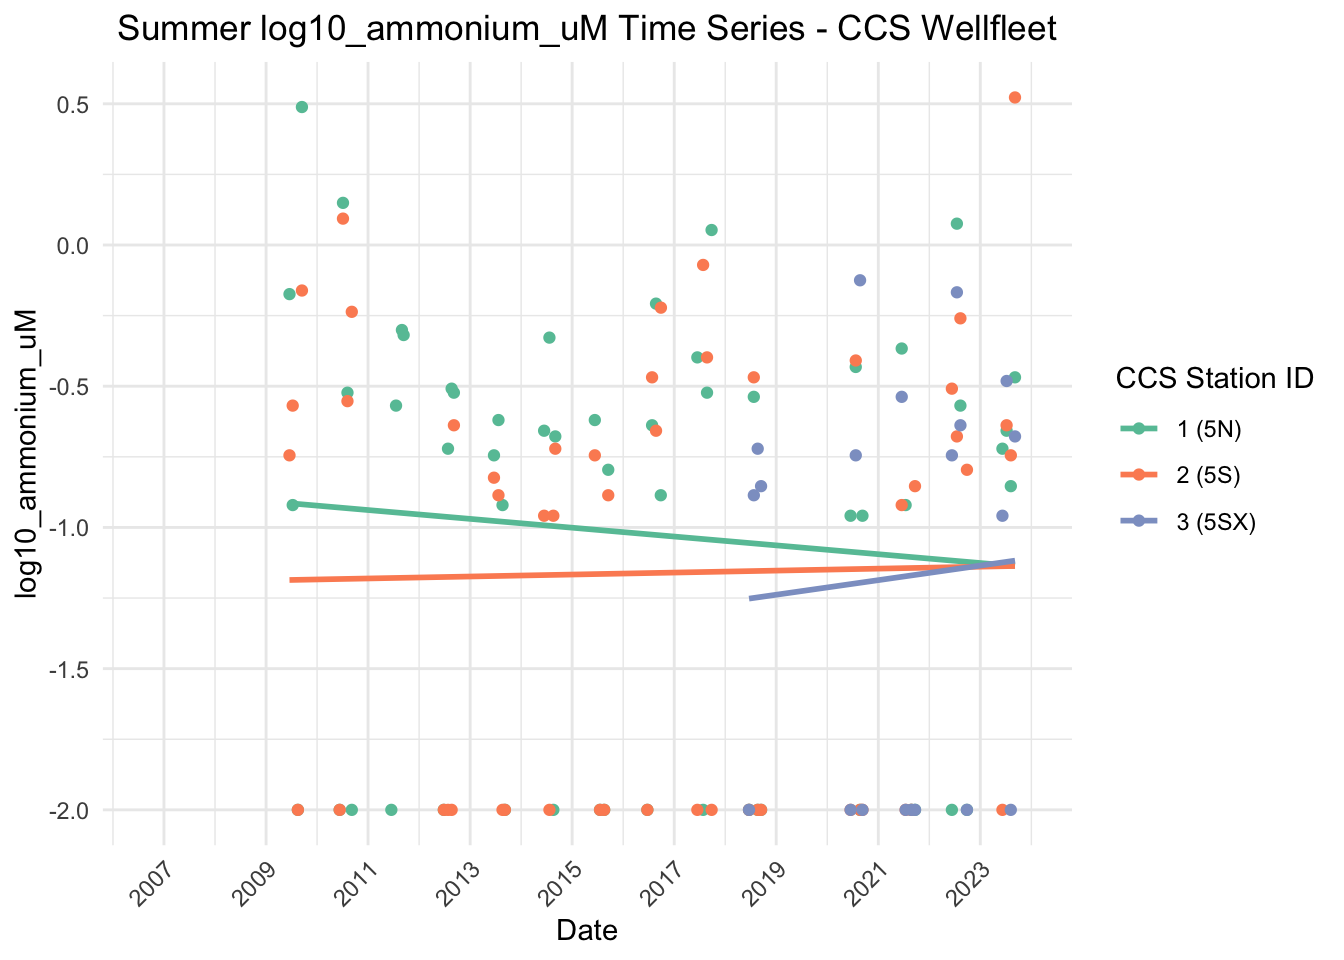 Summer log10_ammonium_uM Time Series - CCS Wellfleet
log10_ammonium_uM
0.5
0.0
-0.5
-1.0
-1.5
-2.0
2007
2009
2011
2013
2015
2017
2019
2021
2023
Date
CCS Station ID
1 (5N)
2 (5S)
3 (5SX)